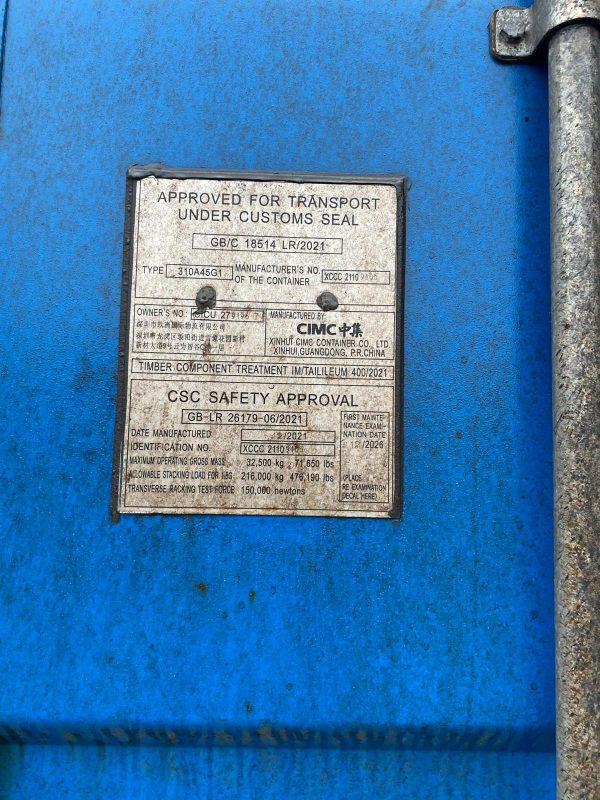 APPROVED FOR TRANSPORT
UNDER CUSTOMS SEAL
GB/C 18514 LR/2021
TYPE 310A45G1
MANUFACTURER'S NO. OF THE CONTAINER XCCC 2110
OWNER'S NO.:
MANUFACTURED BY:
CIMC中集
XINHUI CIMC CONTAINER CO., LTD.
XINHUI,GUANGDONG, P.R.CHINA
TIMBER COMPONENT TREATMENT IM/TAILILEUM 400/2021
CSC SAFETY APPROVAL
GB-LR 26179-06/2021
DATE MANUFACTURED 12/2021
IDENTIFICATION NO. XCCC 2110
MAXIMUM OPERATING GROSS MASS 32,500 kg 71,650 lbs
ALLOWABLE STACKING LOAD FOR 1.8G 216,000 kg 476,190 lbs
TRANSVERSE RACKING TEST FORCE 150,000 newtons
FIRST MAINTE-
NANCE EXAMI-
NATION DATE
12/2026
(PLACE
RE EXAMINATION
DECAL HERE)